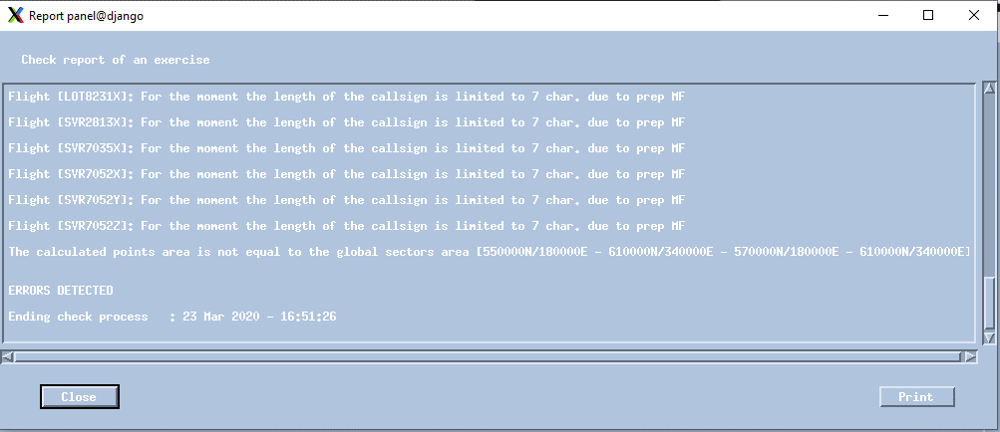 Report panel@django
Check report of an exercise
Flight [LOT8231X]: For the moment the length of the callsign is limited to 7 char. due to prep MF
Flight [SVR2813X]: For the moment the length of the callsign is limited to 7 char. due to prep MF
Flight [SVR7035X]: For the moment the length of the callsign is limited to 7 char. due to prep MF
Flight [SVR7052X]: For the moment the length of the callsign is limited to 7 char. due to prep MF
Flight [SVR7052Y]: For the moment the length of the callsign is limited to 7 char. due to prep MF
Flight [SVR7052Z]: For the moment the length of the callsign is limited to 7 char. due to prep MF
The calculated points area is not equal to the global sectors area [550000N/180000E - 610000N/340000E - 570000N/180000E - 610000N/340000E]
ERRORS DETECTED
Ending check process   : 23 Mar 2020 - 16:51:26
Close
Print